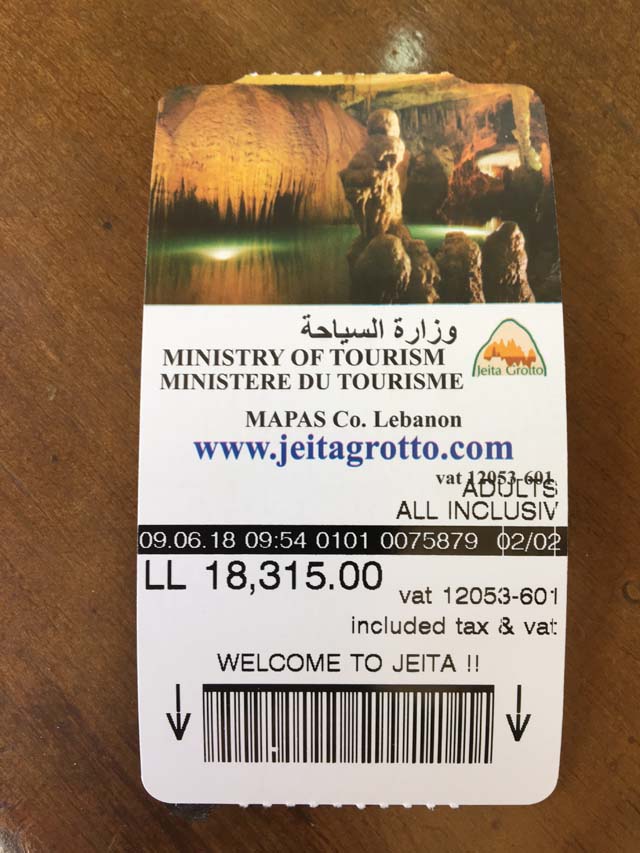 وزارة السياحة
MINISTRY OF TOURISM
MINISTERE DU TOURISME
Jeita Grotto
MAPAS Co. Lebanon
www.jeitagrotto.com
vat 12053-601
ADULTS
ALL INCLUSIV
09.06.18 09:54 0101 0075879 02/02
LL 18,315.00
vat 12053-601
included tax & vat
WELCOME TO JEITA !!